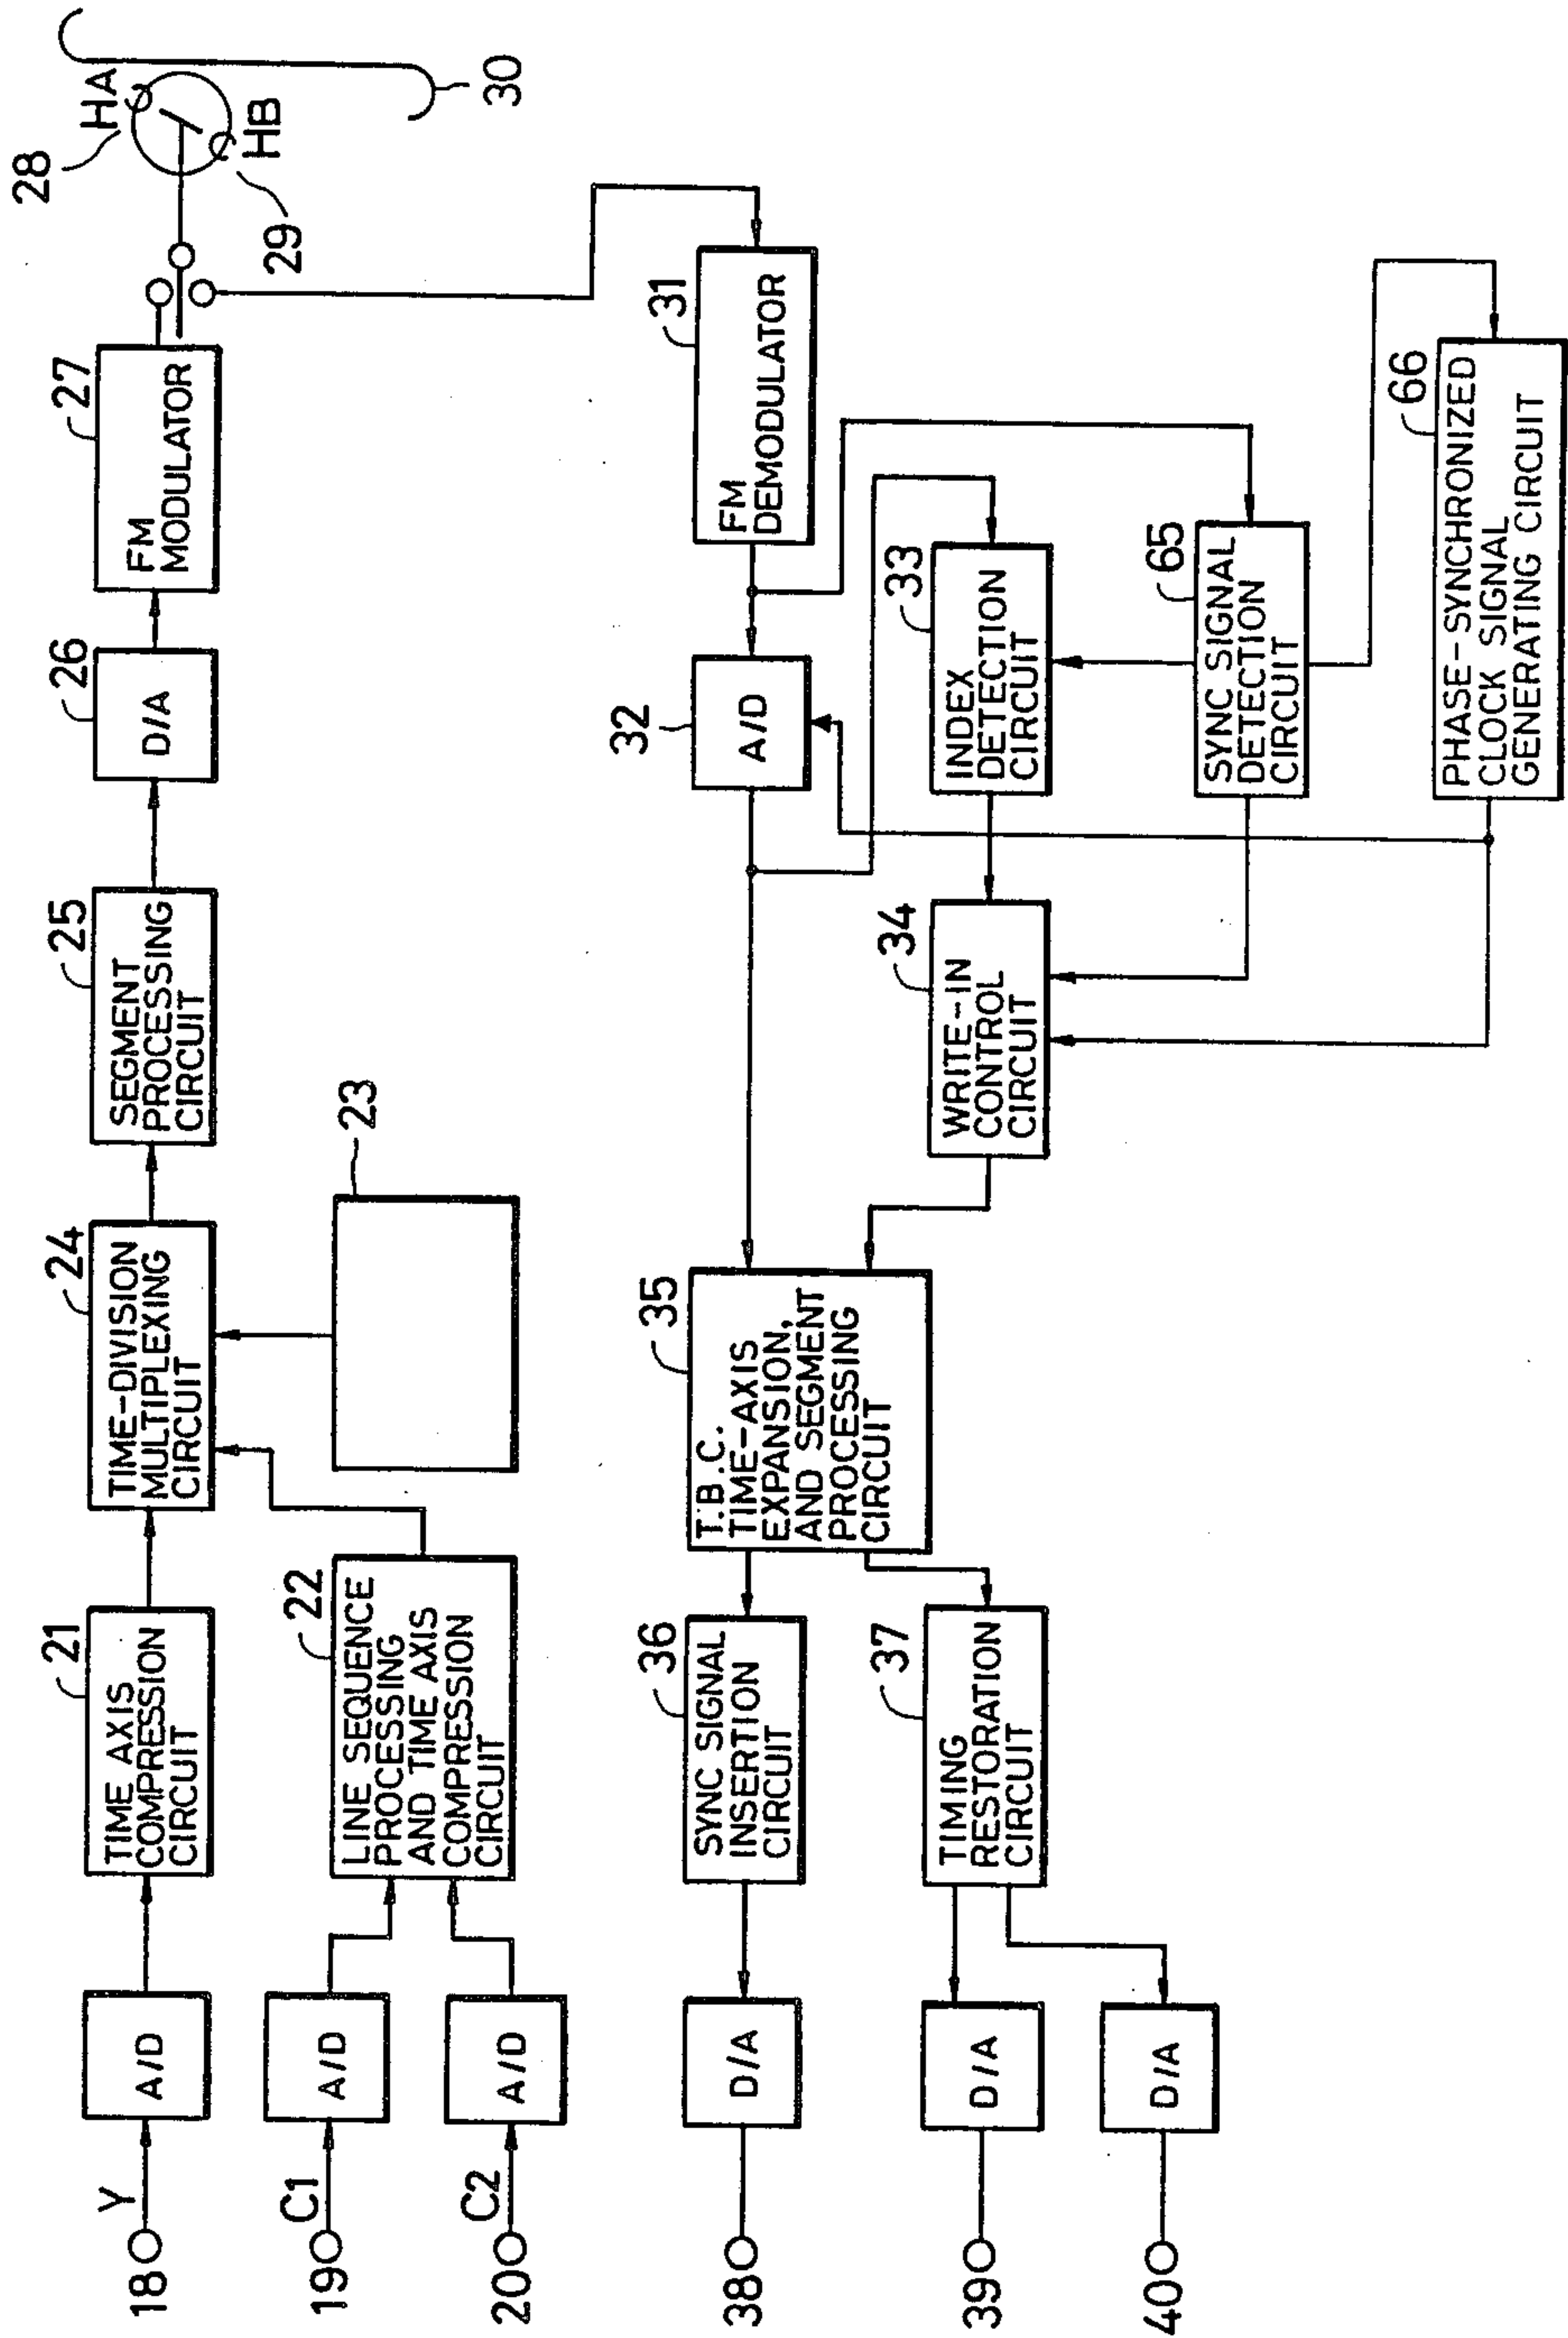 18
Y
A/D
21
TIME AXIS
COMPRESSION
CIRCUIT
24
TIME-DIVISION
MULTIPLEXING
CIRCUIT
25
SEGMENT
PROCESSING
CIRCUIT
26
D/A
27
FM
MODULATOR
28
HA
HB
29
30
19
C1
A/D
20
C2
A/D
22
LINE SEQUENCE
PROCESSING
AND TIME AXIS
COMPRESSION
CIRCUIT
23
31
FM
DEMODULATOR
32
A/D
33
INDEX
DETECTION
CIRCUIT
65
SYNC SIGNAL
DETECTION
CIRCUIT
66
PHASE-SYNCHRONIZED
CLOCK SIGNAL
GENERATING CIRCUIT
34
WRITE-IN
CONTROL
CIRCUIT
35
T.B.C.
TIME-AXIS
EXPANSION,
AND SEGMENT
PROCESSING
CIRCUIT
36
SYNC SIGNAL
INSERTION
CIRCUIT
37
TIMING
RESTORATION
CIRCUIT
D/A
38
D/A
39
D/A
40